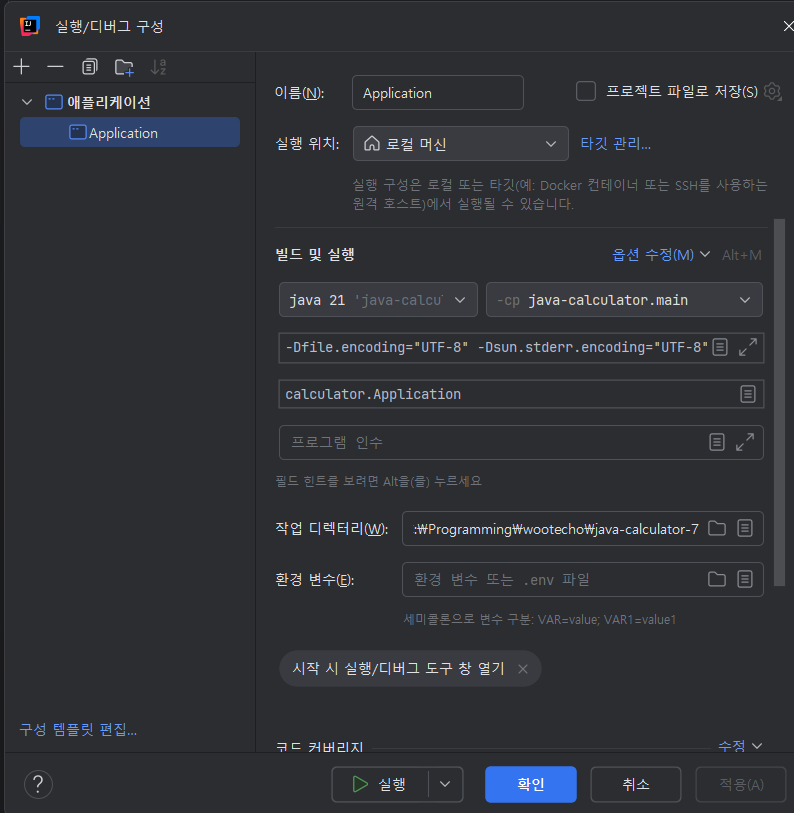 실행/디버그 구성
애플리케이션
Application
이름(N):
Application
프로젝트 파일로 저장(S)
실행 위치:
로컬 머신
타깃 관리...
실행 구성은 로컬 또는 타깃(예: Docker 컨테이너 또는 SSH를 사용하는
원격 호스트)에서 실행될 수 있습니다.
빌드 및 실행
옵션 수정(M)
Alt+M
java 21 'java-calcu
-cp java-calculator.main
-Dfile.encoding="UTF-8" -Dsun.stderr.encoding="UTF-8"
calculator.Application
프로그램 인수
필드 힌트를 보려면 Alt을(를) 누르세요
작업 디렉터리(W):
:₩Programming₩wootecho₩java-calculator-7
환경 변수(E):
환경 변수 또는 .env 파일
세미콜론으로 변수 구분: VAR=value; VAR1=value1
시작 시 실행/디버그 도구 창 열기
구성 템플릿 편집...
코드 커버리지
수정
?
실행
확인
취소
적용(A)